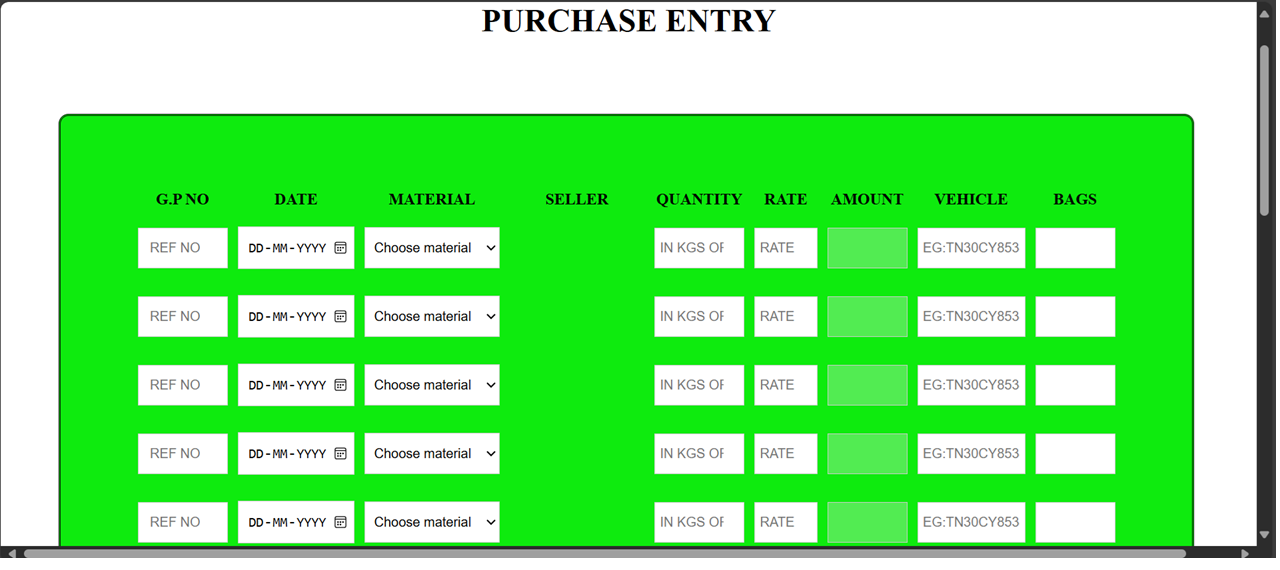 PURCHASE ENTRY
G.P NO DATE MATERIAL SELLER QUANTITY RATE AMOUNT VEHICLE BAGS
REF NO DD-MM-YYYY Choose material IN KGS OF RATE EG:TN30CY853
REF NO DD-MM-YYYY Choose material IN KGS OF RATE EG:TN30CY853
REF NO DD-MM-YYYY Choose material IN KGS OF RATE EG:TN30CY853
REF NO DD-MM-YYYY Choose material IN KGS OF RATE EG:TN30CY853
REF NO DD-MM-YYYY Choose material IN KGS OF RATE EG:TN30CY853